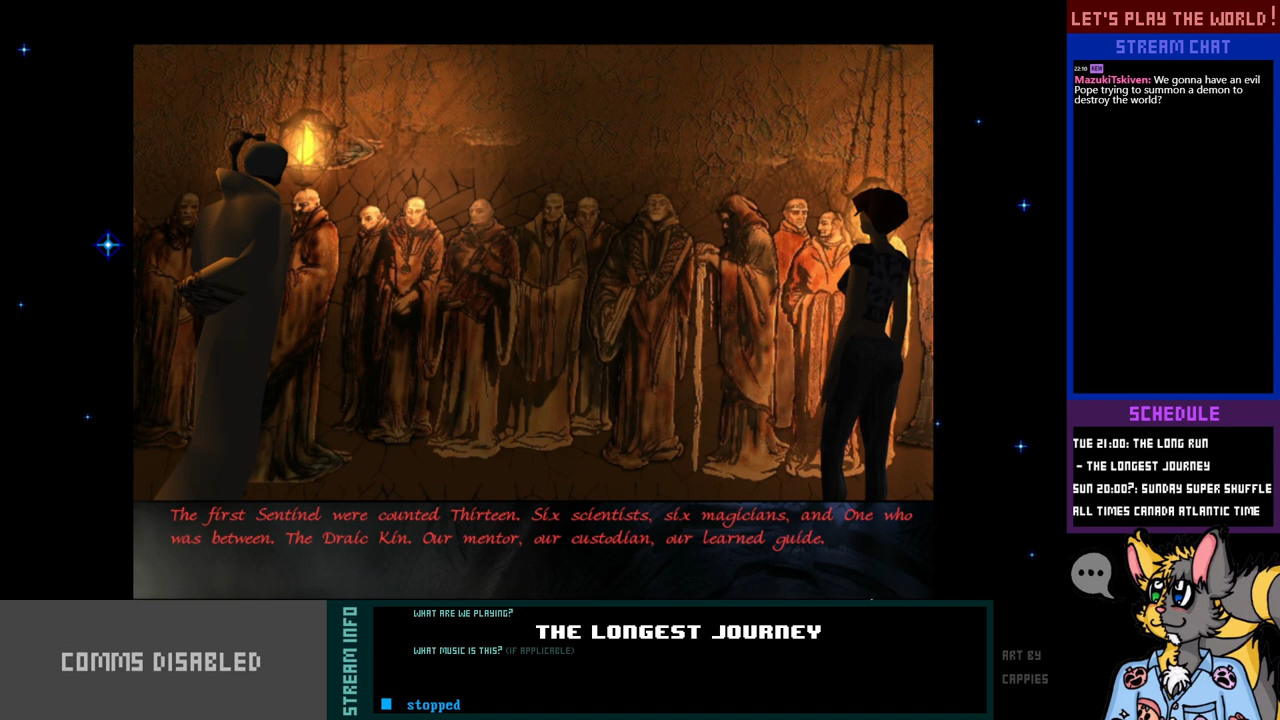 LET'S PLAY THE WORLD!
STREAM CHAT
22:10 NEW
MazukiTskiven: We gonna have an evil
Pope trying to summon a demon to
destroy the world?
The first Sentinel were counted Thirteen. Six scientists, six magicians, and One who
was between. The Draic Kin. Our mentor, our custodian, our learned guide.
SCHEDULE
TUE 21:00: THE LONG RUN
- THE LONGEST JOURNEY
SUN 20:00?: SUNDAY SUPER SHUFFLE
ALL TIMES CANADA ATLANTIC TIME
COMMS DISABLED
STREAM INFO
WHAT ARE WE PLAYING?
THE LONGEST JOURNEY
WHAT MUSIC IS THIS? (IF APPLICABLE)
stopped
ART BY
CAPPIES